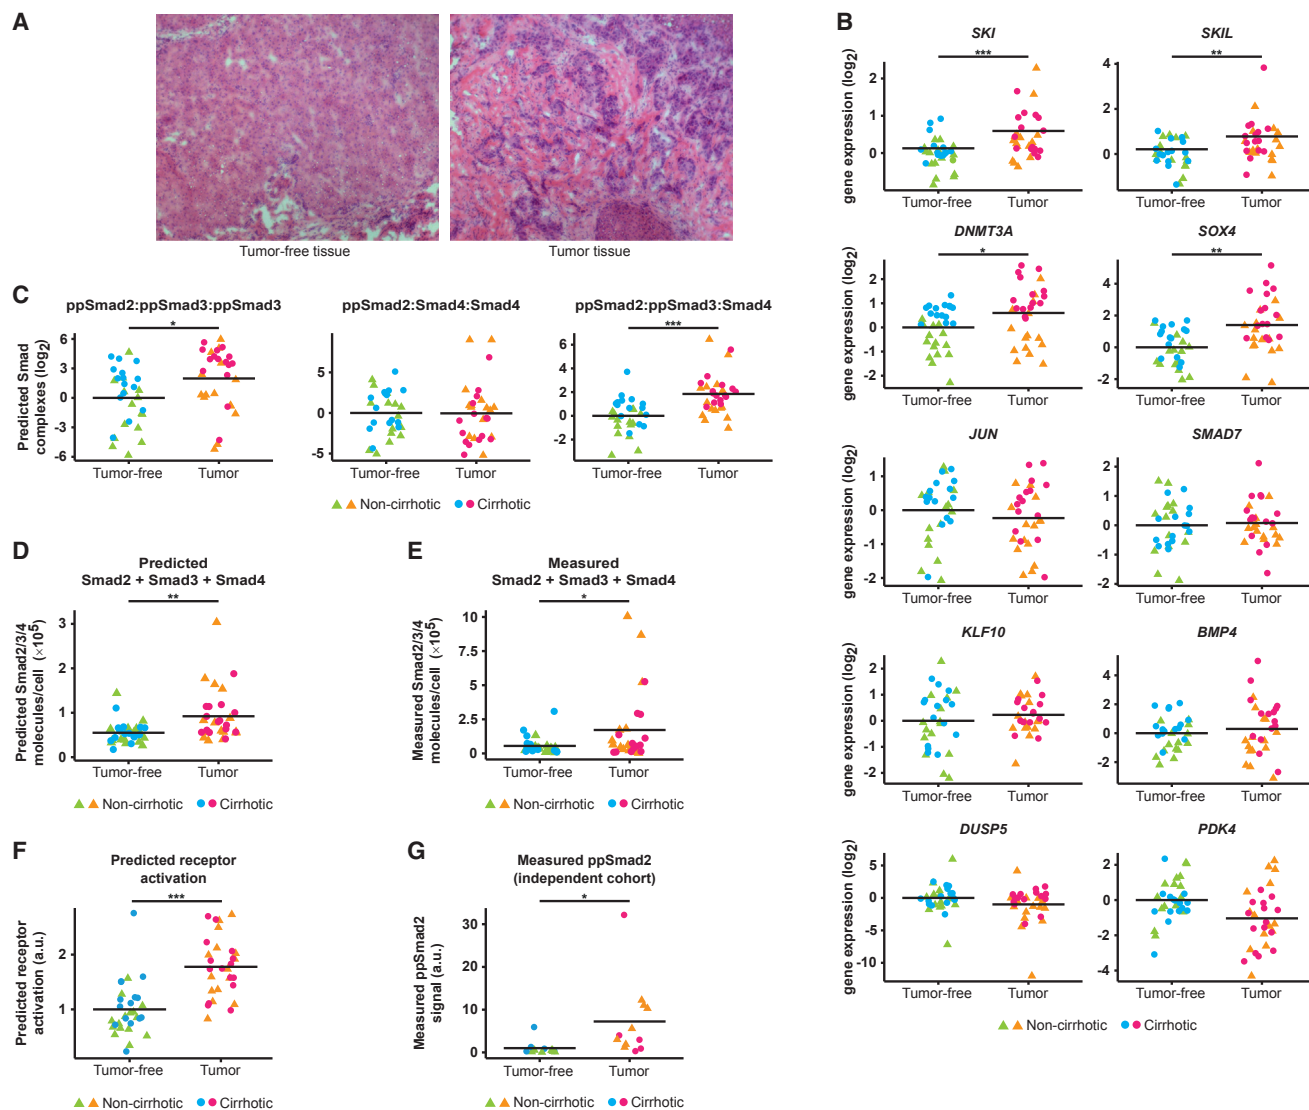 A
Tumor-free tissue
Tumor tissue
B
SKI
***
gene expression (log2)
2
1
0
Tumor-free
Tumor
SKIL
**
4
2
0
Tumor-free
Tumor
DNMT3A
*
gene expression (log2)
2
1
0
-1
-2
Tumor-free
Tumor
SOX4
**
4
2
0
-2
Tumor-free
Tumor
JUN
gene expression (log2)
1
0
-1
-2
Tumor-free
Tumor
SMAD7
2
1
0
-1
-2
Tumor-free
Tumor
KLF10
gene expression (log2)
2
1
0
-1
-2
Tumor-free
Tumor
BMP4
4
2
0
-2
Tumor-free
Tumor
DUSP5
gene expression (log2)
5
0
-5
-10
Tumor-free
Tumor
PDK4
2
0
-2
-4
Tumor-free
Tumor
Non-cirrhotic
Cirrhotic
C
ppSmad2:ppSmad3:ppSmad3
*
Predicted Smad
complexes (log2)
6
3
0
-3
-6
Tumor-free
Tumor
ppSmad2:Smad4:Smad4
5
0
-5
Tumor-free
Tumor
ppSmad2:ppSmad3:Smad4
***
6
4
2
0
-2
Tumor-free
Tumor
Non-cirrhotic
Cirrhotic
D
Predicted
Smad2 + Smad3 + Smad4
**
Predicted Smad2/3/4
molecules/cell (×10⁵)
3
2
1
0
Tumor-free
Tumor
Non-cirrhotic
Cirrhotic
E
Measured
Smad2 + Smad3 + Smad4
*
Measured Smad2/3/4
molecules/cell (×10⁵)
10
7.5
5
2.5
0
Tumor-free
Tumor
Non-cirrhotic
Cirrhotic
F
Predicted receptor
activation
***
Predicted receptor
activation (a.u.)
2
1
Tumor-free
Tumor
Non-cirrhotic
Cirrhotic
G
Measured ppSmad2
(independent cohort)
*
Measured ppSmad2
signal (a.u.)
30
20
10
0
Tumor-free
Tumor
Non-cirrhotic
Cirrhotic